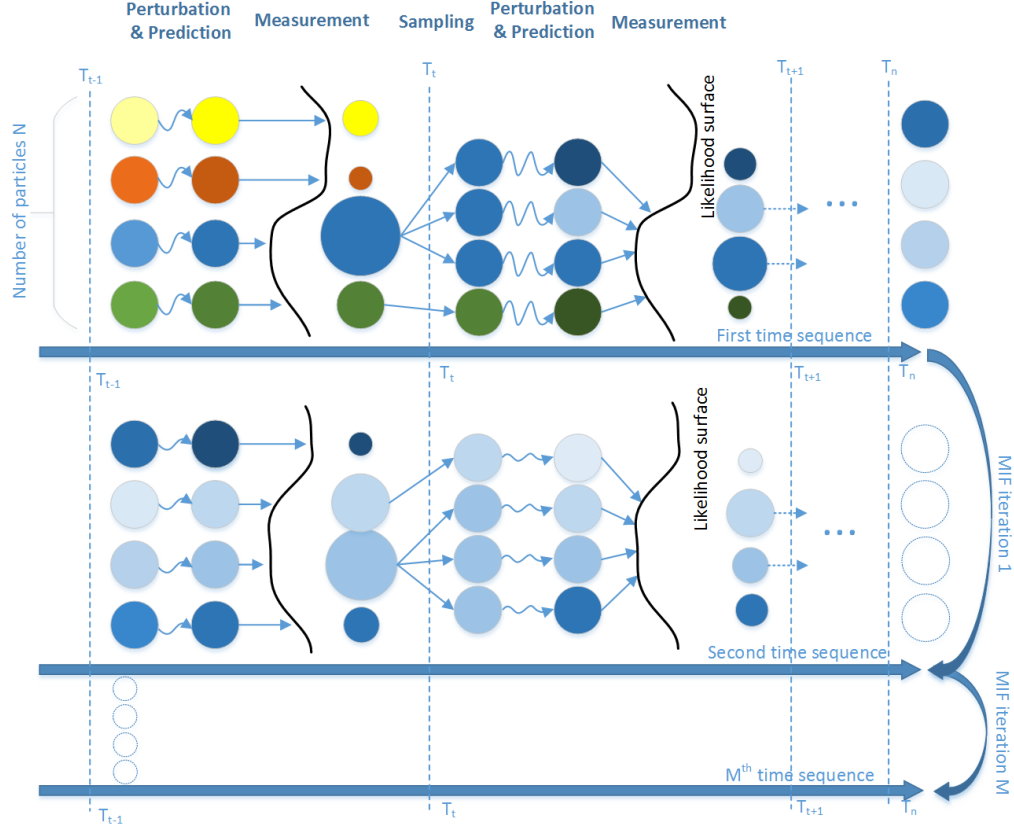 Perturbation
& Prediction
Measurement
Sampling
Perturbation
& Prediction
Measurement
Tt-1
Tt
Tt+1
Tn
Number of particles N
Likelihood surface
...
First time sequence
Tt-1
Tt
Tt+1
Tn
Likelihood surface
...
MIF iteration 1
Second time sequence
MIF iteration M
Mth time sequence
Tt-1
Tt
Tt+1
Tn